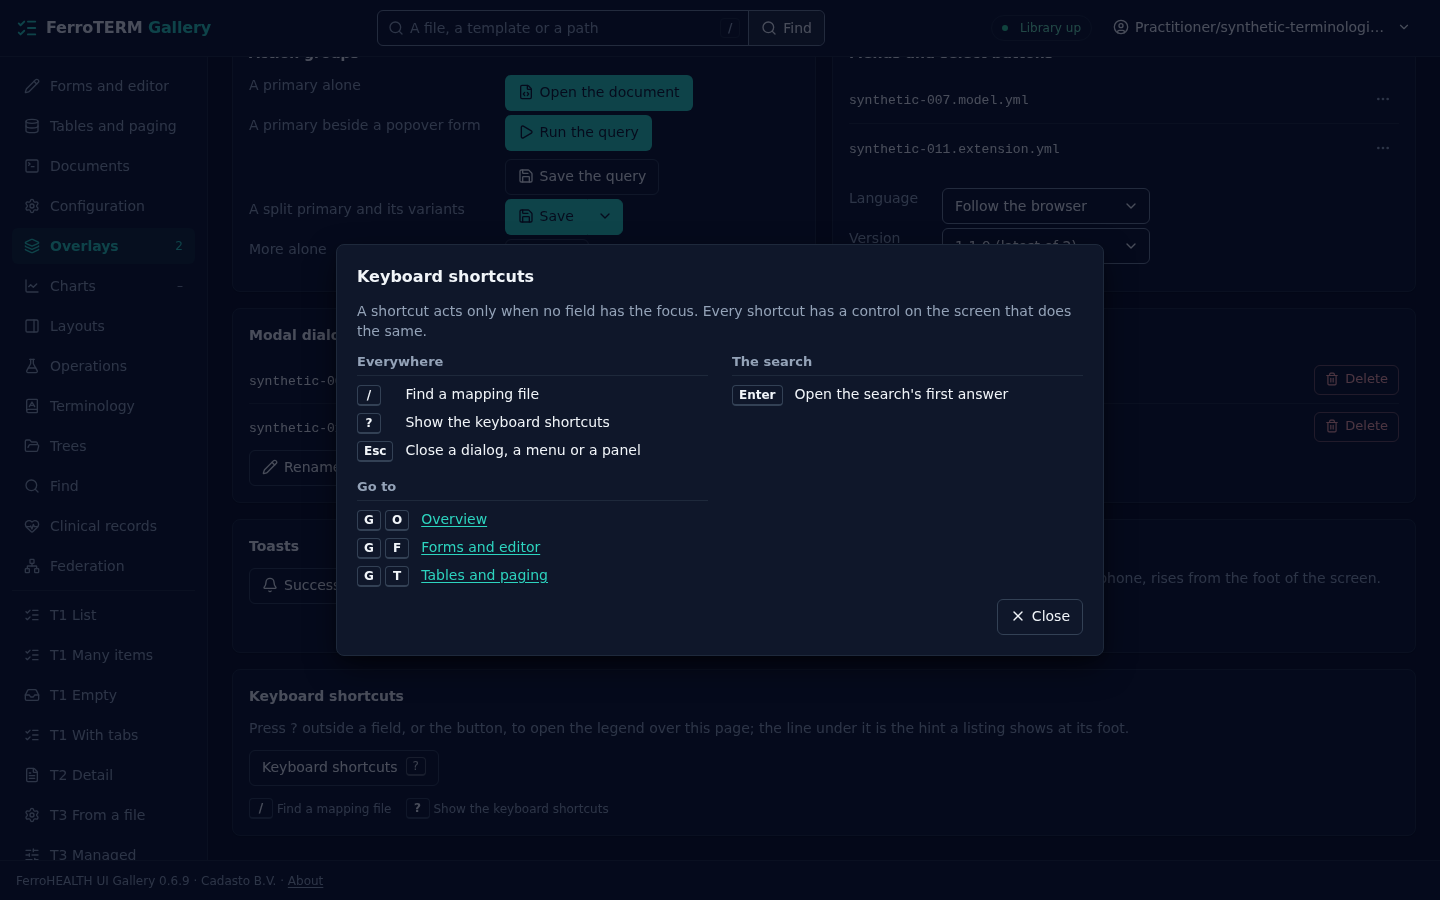 FerroTERM Gallery
A file, a template or a path
/
Find
Library up
Practitioner/synthetic-terminologi...
Forms and editor
Tables and paging
Documents
Configuration
Overlays 2
Charts -
Layouts
Operations
Terminology
Trees
Find
Clinical records
Federation
T1 List
T1 Many items
T1 Empty
T1 With tabs
T2 Detail
T3 From a file
T3 Managed
A primary alone
Open the document
A primary beside a popover form
Run the query
Save the query
A split primary and its variants
Save
More alone
synthetic-007.model.yml
synthetic-011.extension.yml
Language
Follow the browser
Version
Modal dialo
synthetic-0
Delete
synthetic-0
Delete
Rename
Toasts
Success
phone, rises from the foot of the screen.
Keyboard shortcuts
A shortcut acts only when no field has the focus. Every shortcut has a control on the screen that does
the same.
Everywhere
/ Find a mapping file
? Show the keyboard shortcuts
Esc Close a dialog, a menu or a panel
Go to
G O Overview
G F Forms and editor
G T Tables and paging
The search
Enter Open the search's first answer
Close
Keyboard shortcuts
Press ? outside a field, or the button, to open the legend over this page; the line under it is the hint a listing shows at its foot.
Keyboard shortcuts ?
/ Find a mapping file ? Show the keyboard shortcuts
FerroHEALTH UI Gallery 0.6.9 · Cadasto B.V. · About